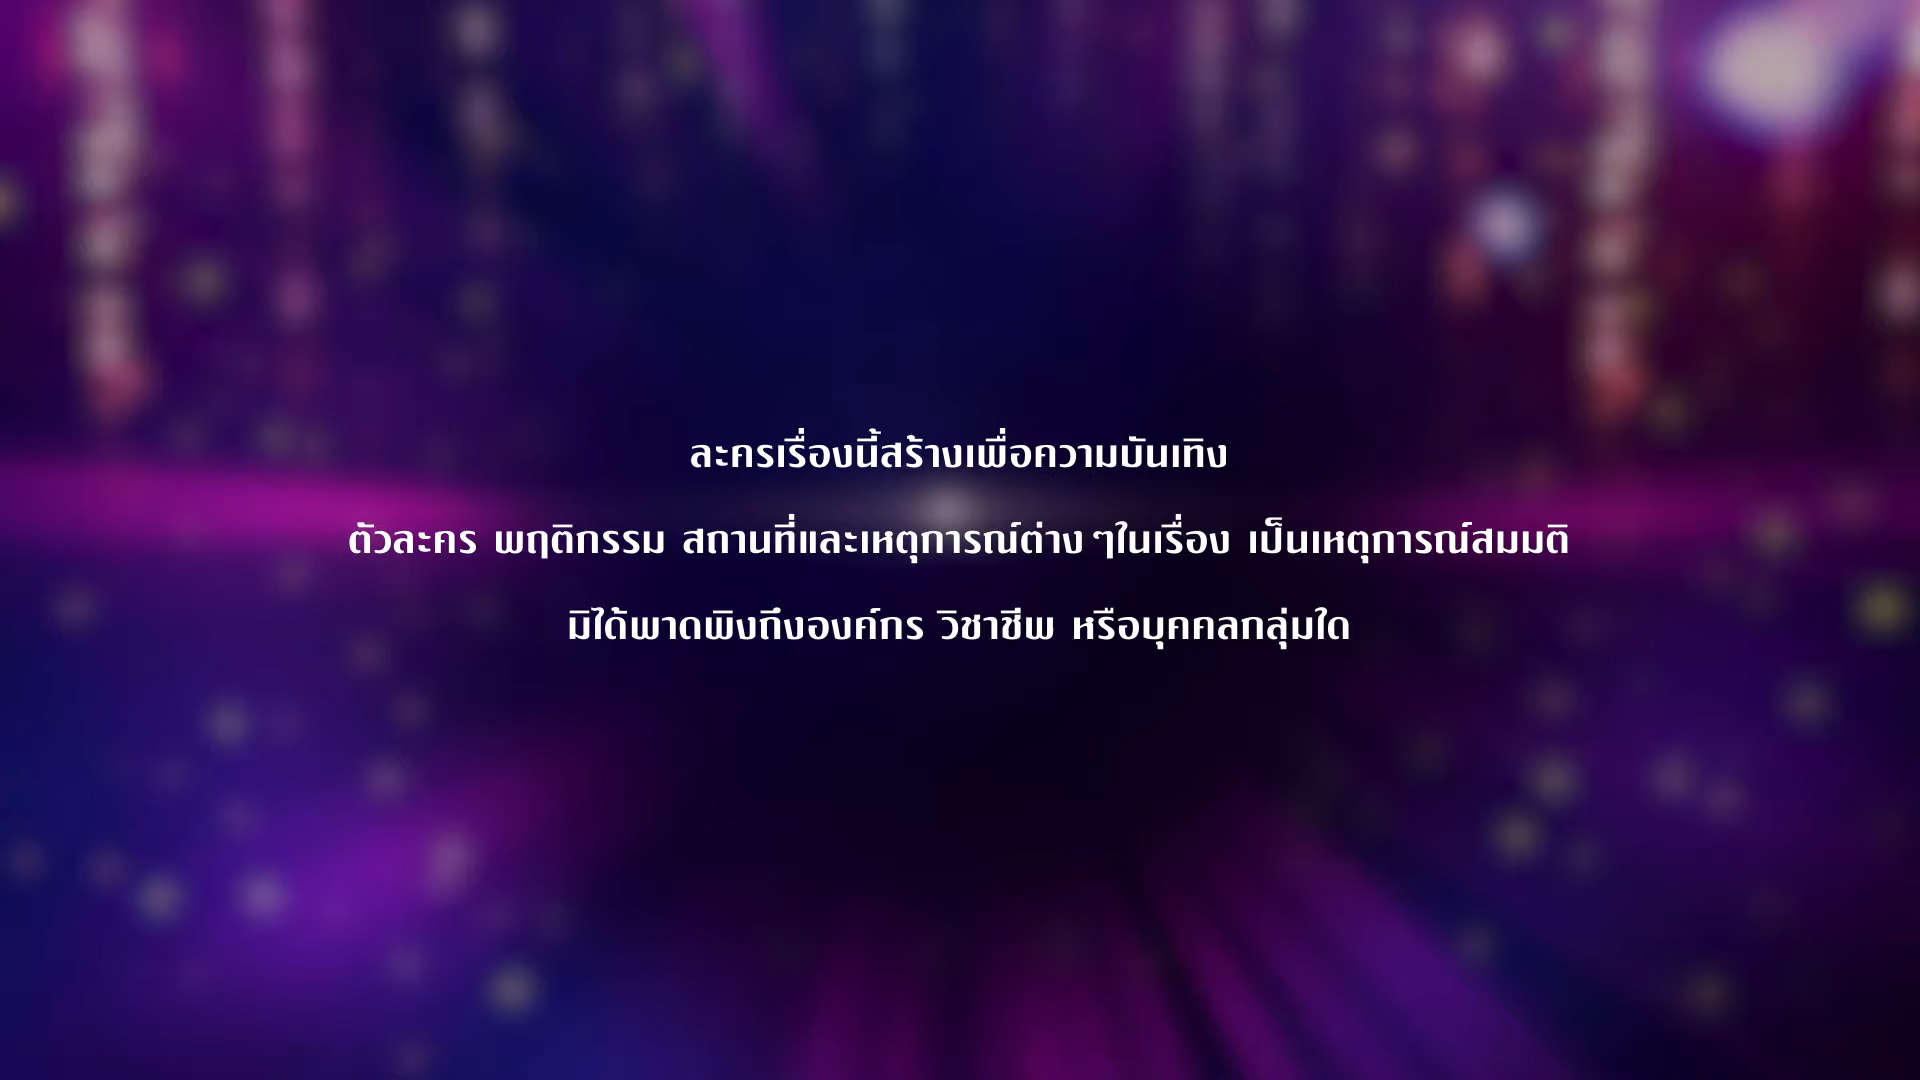 ละครเรื่องนี้สร้างเพื่อความบันเทิง
ตัวละคร พฤติกรรม สถานที่และเหตุการณ์ต่าง ๆในเรื่อง เป็นเหตุการณ์สมมติ
มิได้พาดพิงถึงองค์กร วิชาชีพ หรือบุคคลกลุ่มใด